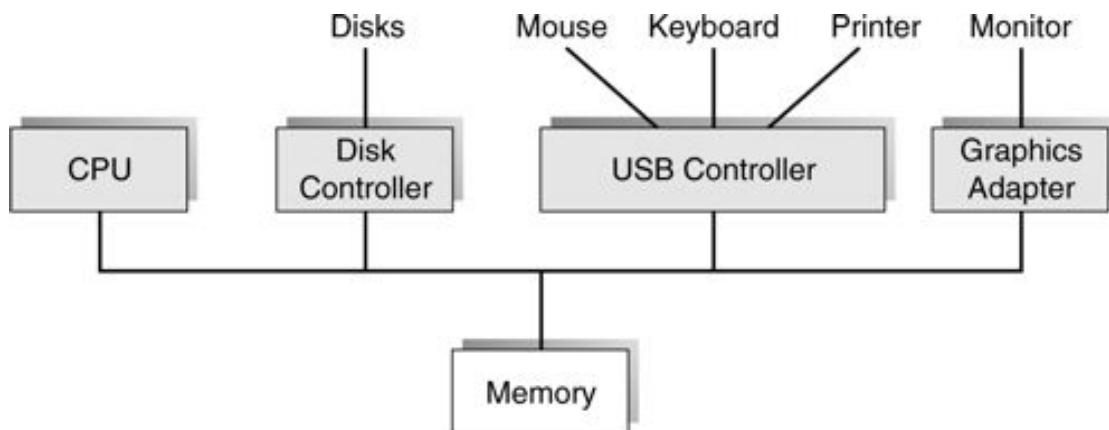 Disks
Mouse
Keyboard
Printer
Monitor
CPU
Disk
Controller
USB Controller
Graphics
Adapter
Memory